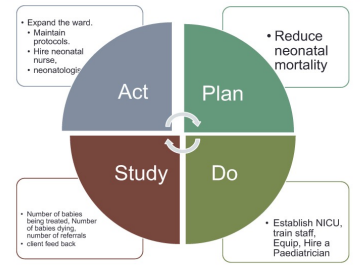 • Expand the ward.
• Maintain
protocols.
• Hire neonatal
nurse,
• neonatologist
• Reduce
neonatal
mortality
Act
Plan
Study
Do
• Number of babies
being treated, Number
of babies dying,
number of referrals
• client feed back
• Establish NICU,
train staff,
Equip, Hire a
Paediatrician